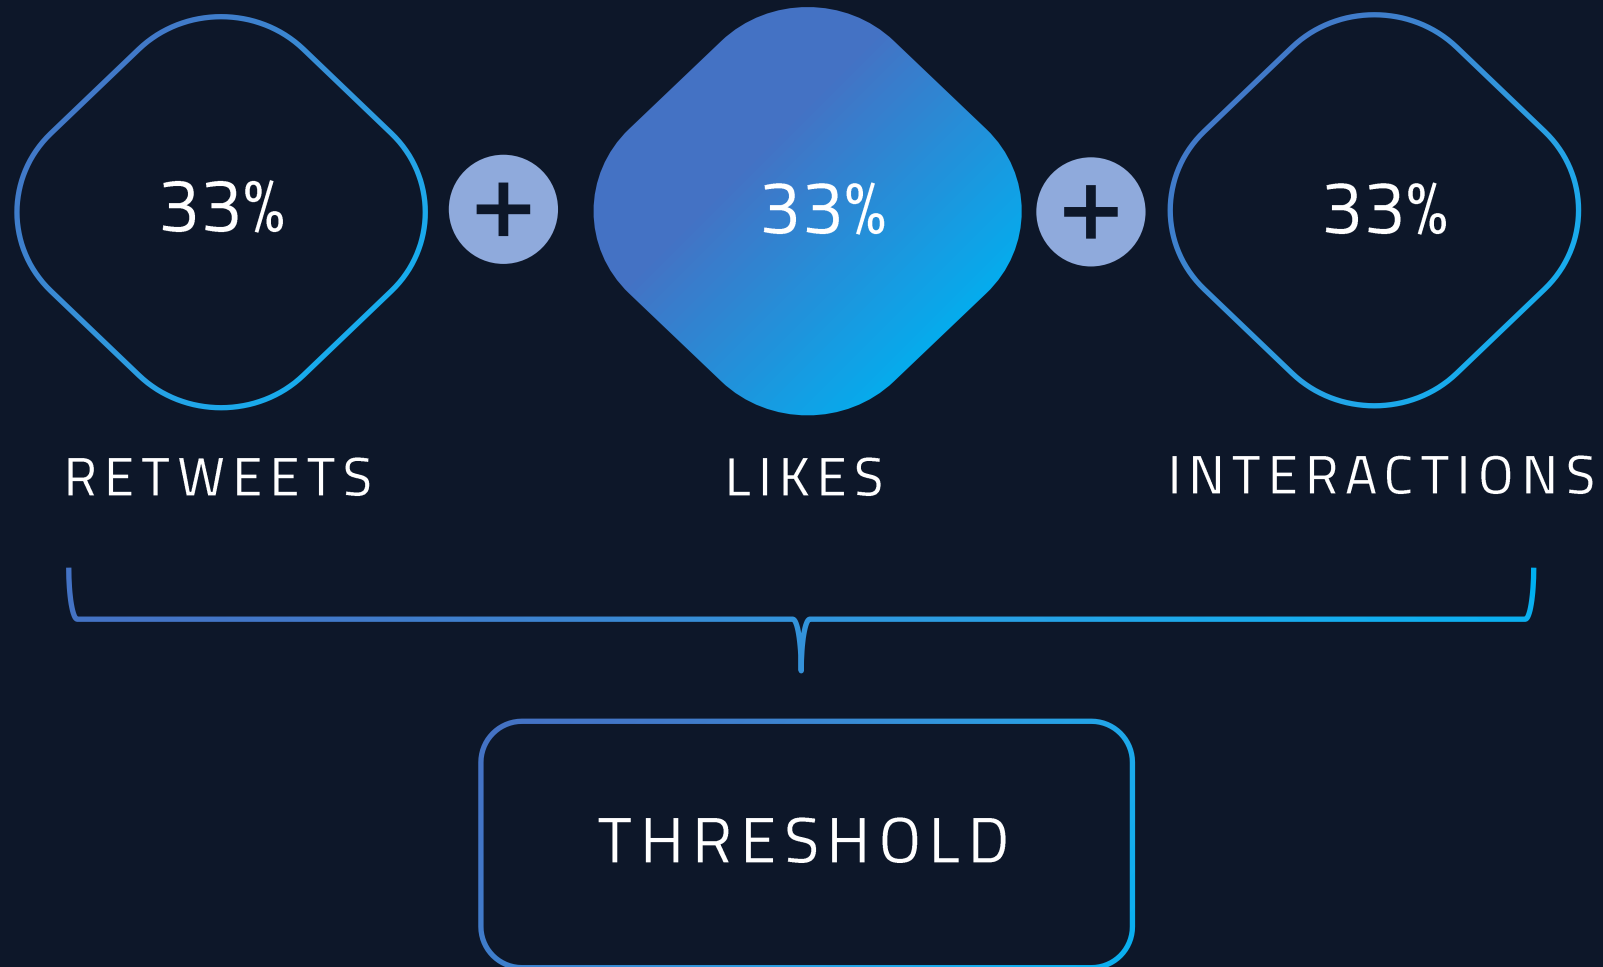 33% + 33% + 33%
RETWEETS LIKES INTERACTIONS
THRESHOLD